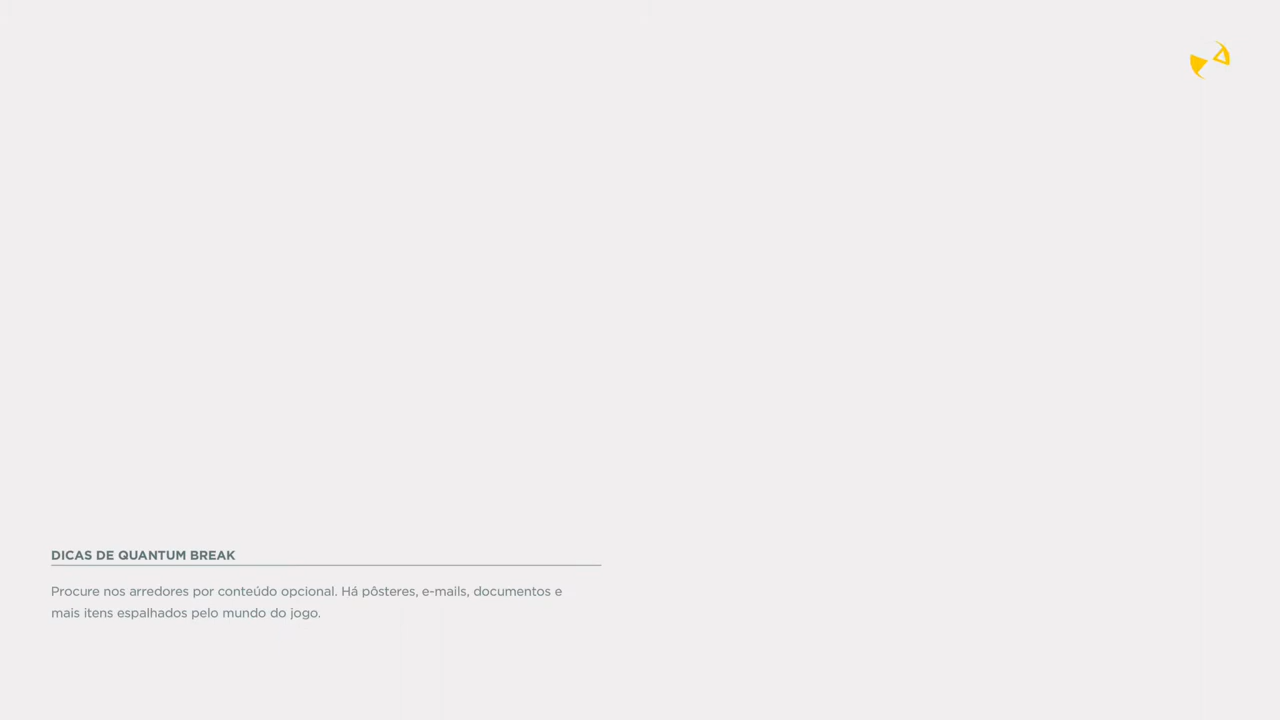 DICAS DE QUANTUM BREAK
Procure nos arredores por conteúdo opcional. Há pôsteres, e-mails, documentos e
mais itens espalhados pelo mundo do jogo.